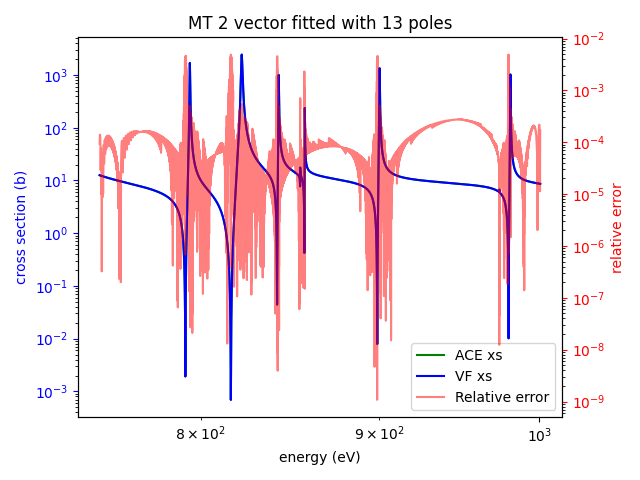 MT 2 vector fitted with 13 poles
cross section (b)
10³
10²
10¹
10⁰
10⁻¹
10⁻²
10⁻³
10⁻²
10⁻³
10⁻⁴
10⁻⁵
10⁻⁶
10⁻⁷
10⁻⁸
10⁻⁹
relative error
ACE xs
VF xs
Relative error
8 × 10² 9 × 10² 10³
energy (eV)